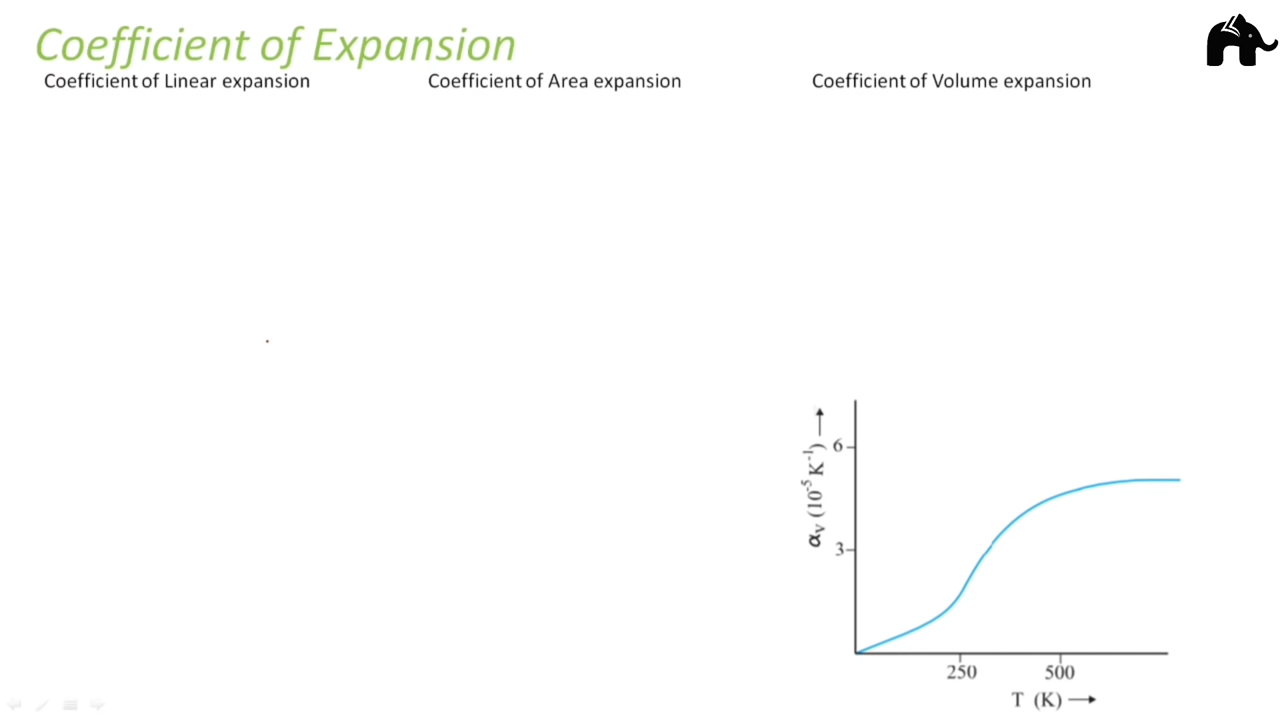 Coefficient of Expansion
Coefficient of Linear expansion
Coefficient of Area expansion
Coefficient of Volume expansion
α_V (10⁻⁵ K⁻¹) ⟶
6
3
250
500
T (K) ⟶